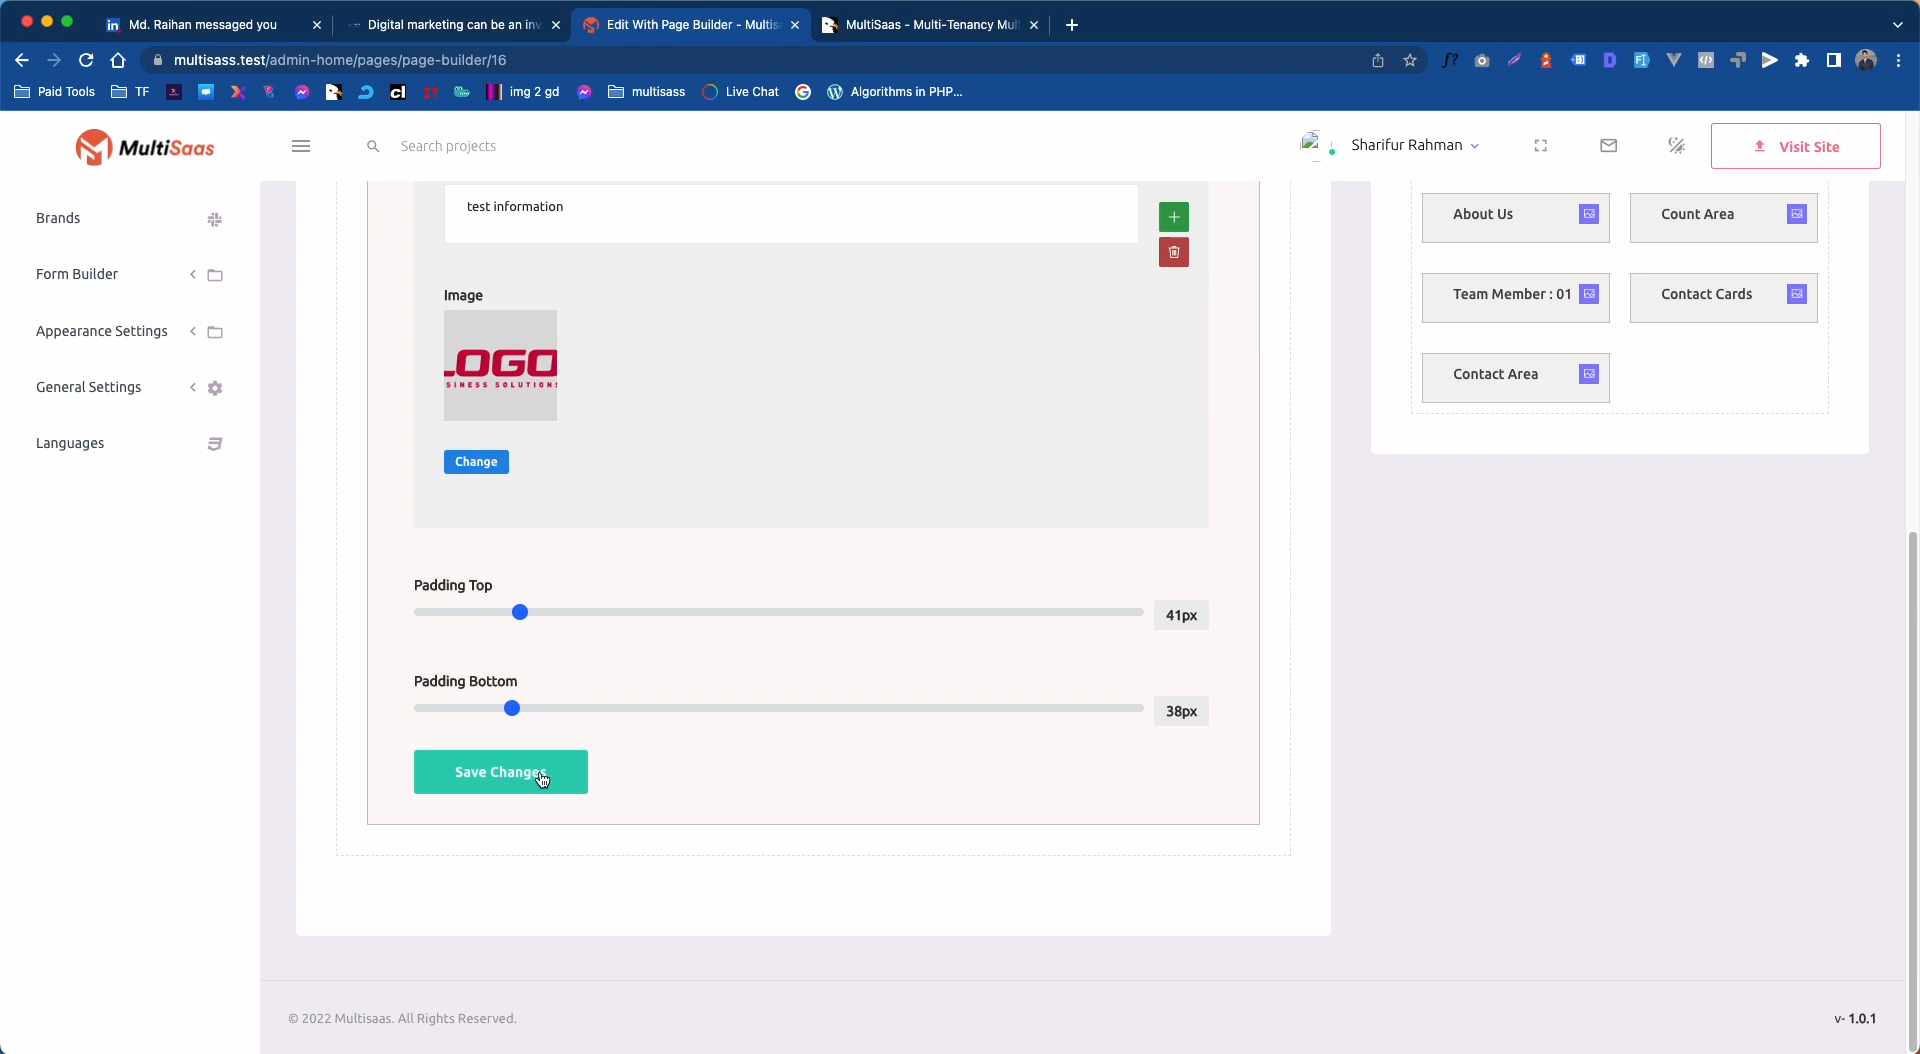 Md. Raihan messaged you
Digital marketing can be an inv
Edit With Page Builder - Multis
MultiSaas - Multi-Tenancy Mul
multisass.test/admin-home/pages/page-builder/16
Paid Tools
TF
img 2 gd
multisass
Live Chat
Algorithms in PHP...
MultiSaas
Search projects
Sharifur Rahman
Visit Site
Brands
Form Builder
Appearance Settings
General Settings
Languages
test information
Image
LOGO
SINESS SOLUTIONS
Change
Padding Top
41px
Padding Bottom
38px
Save Changes
About Us
Count Area
Team Member : 01
Contact Cards
Contact Area
© 2022 Multisaas. All Rights Reserved.
v- 1.0.1